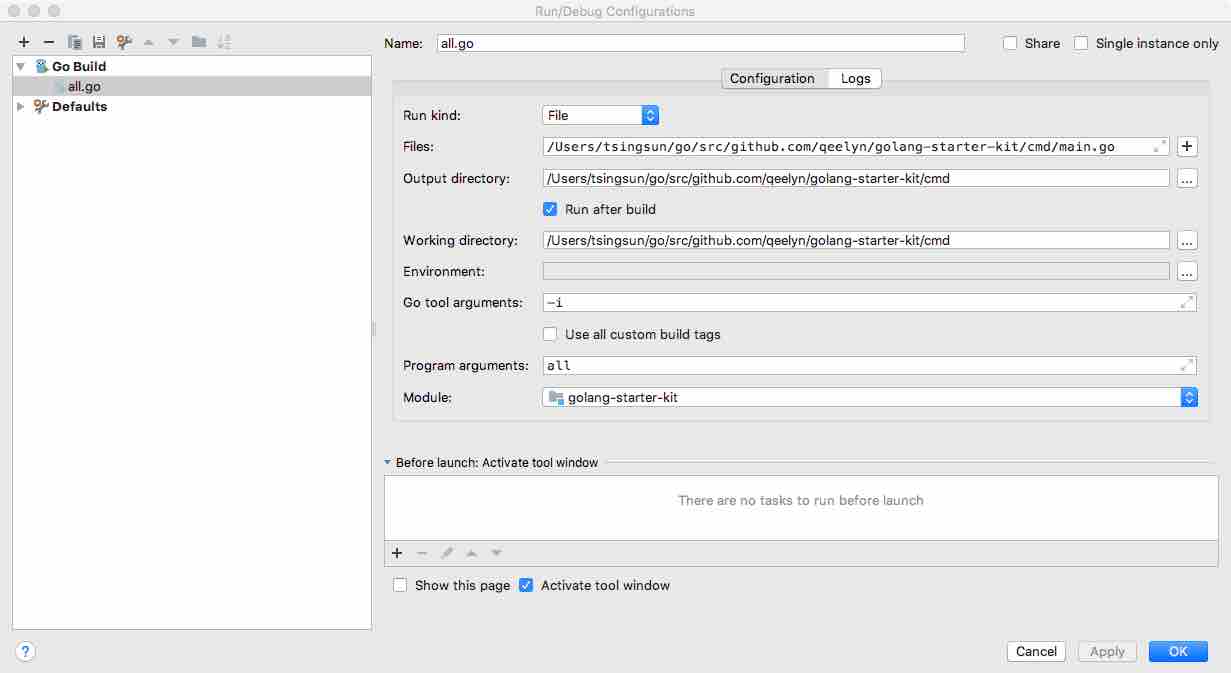 Run/Debug Configurations
Go Build
all.go
Defaults
Name: all.go
Share
Single instance only
Configuration
Logs
Run kind: File
Files: /Users/tsingsun/go/src/github.com/qeelyn/golang-starter-kit/cmd/main.go
Output directory: /Users/tsingsun/go/src/github.com/qeelyn/golang-starter-kit/cmd
...
Run after build
Working directory: /Users/tsingsun/go/src/github.com/qeelyn/golang-starter-kit/cmd
...
Environment:
...
Go tool arguments: -i
Use all custom build tags
Program arguments: all
Module: golang-starter-kit
Before launch: Activate tool window
There are no tasks to run before launch
Show this page
Activate tool window
?
Cancel
Apply
OK